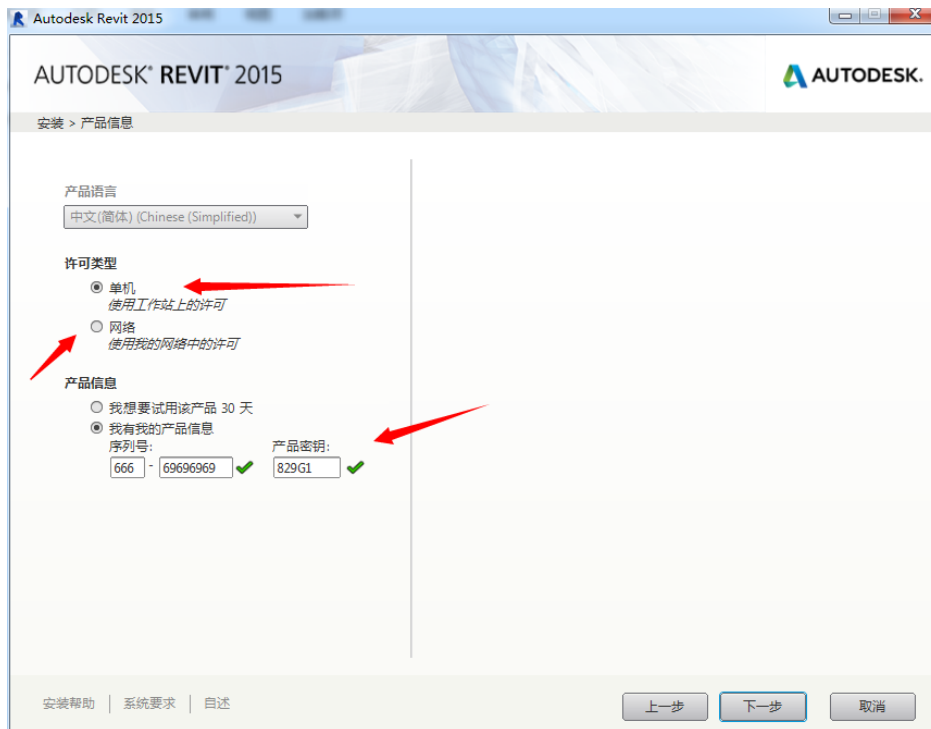 Autodesk Revit 2015
AUTODESK® REVIT® 2015
AUTODESK.
安装 > 产品信息
产品语言
中文(简体) (Chinese (Simplified))
许可类型
单机
使用工作站上的许可
网络
使用我的网络中的许可
产品信息
我想要试用该产品 30 天
我有我的产品信息
序列号: 产品密钥:
666 - 69696969 829G1
安装帮助 系统要求 自述 上一步 下一步 取消